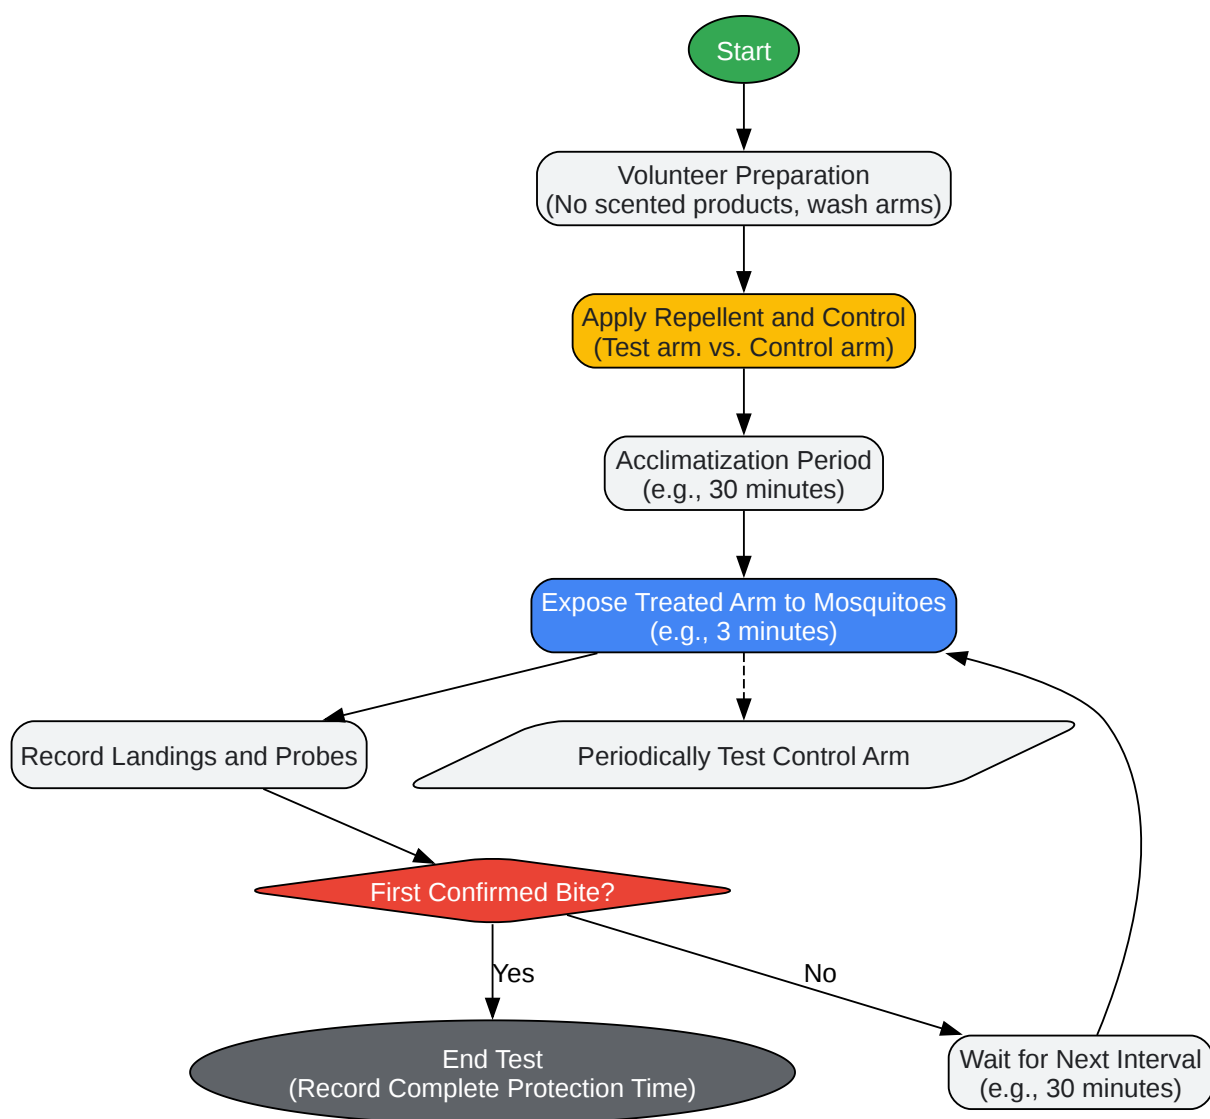 Start
Volunteer Preparation
(No scented products, wash arms)
Apply Repellent and Control
(Test arm vs. Control arm)
Acclimatization Period
(e.g., 30 minutes)
Expose Treated Arm to Mosquitoes
(e.g., 3 minutes)
Record Landings and Probes
Periodically Test Control Arm
First Confirmed Bite?
Yes
No
End Test
(Record Complete Protection Time)
Wait for Next Interval
(e.g., 30 minutes)